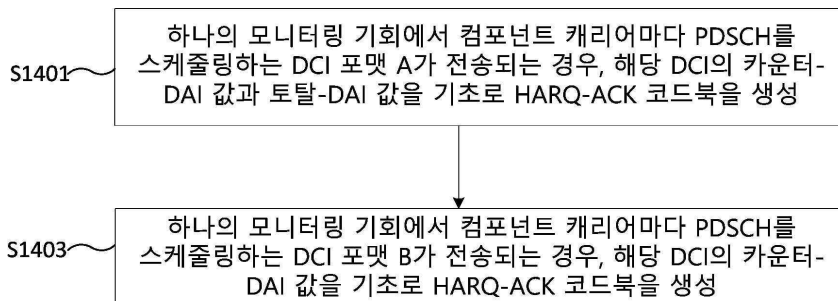 S1401
하나의 모니터링 기회에서 컴포넌트 캐리어마다 PDSCH를
스케줄링하는 DCI 포맷 A가 전송되는 경우, 해당 DCI의 카운터-
DAI 값과 토탈-DAI 값을 기초로 HARQ-ACK 코드북을 생성
S1403
하나의 모니터링 기회에서 컴포넌트 캐리어마다 PDSCH를
스케줄링하는 DCI 포맷 B가 전송되는 경우, 해당 DCI의 카운터-
DAI 값을 기초로 HARQ-ACK 코드북을 생성